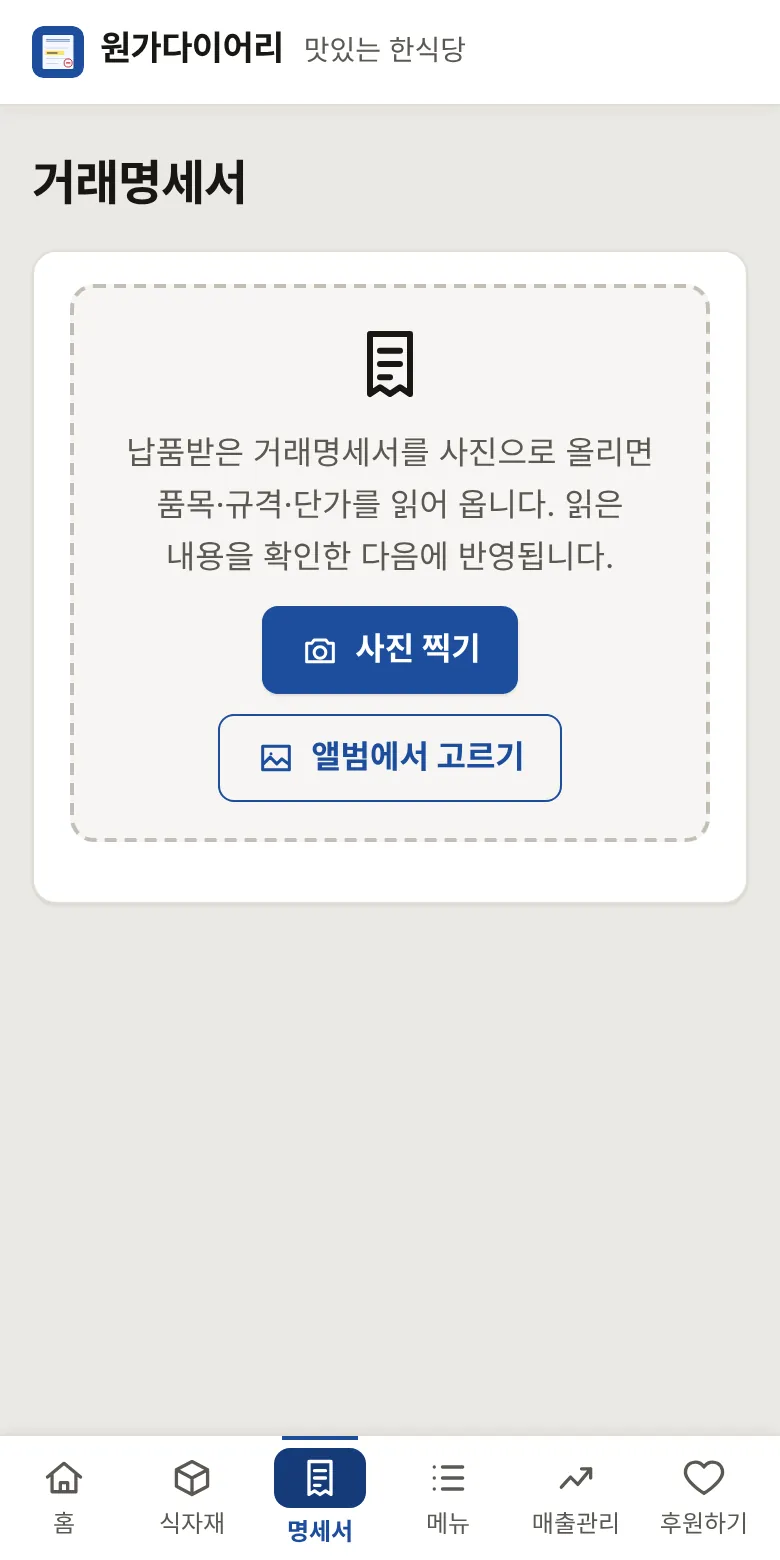 원가다이어리 맛있는 한식당
거래명세서
납품받은 거래명세서를 사진으로 올리면
품목·규격·단가를 읽어 옵니다. 읽은
내용을 확인한 다음에 반영됩니다.
사진 찍기
앨범에서 고르기
홈 식자재 명세서 메뉴 매출관리 후원하기